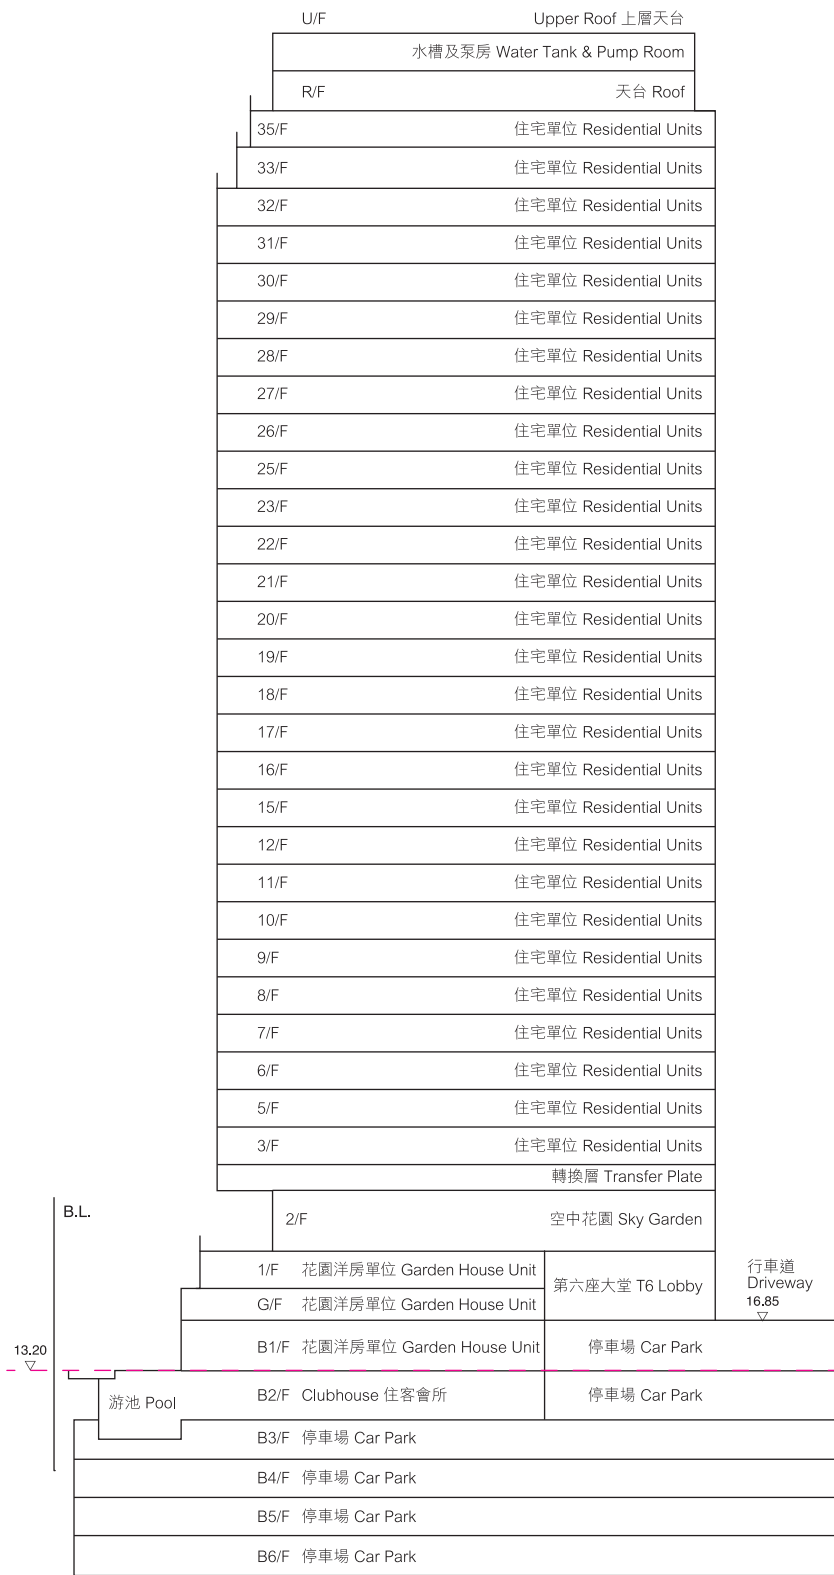 U/F Upper Roof 上層天台
水槽及泵房 Water Tank & Pump Room
R/F 天台 Roof
35/F 住宅單位 Residential Units
33/F 住宅單位 Residential Units
32/F 住宅單位 Residential Units
31/F 住宅單位 Residential Units
30/F 住宅單位 Residential Units
29/F 住宅單位 Residential Units
28/F 住宅單位 Residential Units
27/F 住宅單位 Residential Units
26/F 住宅單位 Residential Units
25/F 住宅單位 Residential Units
23/F 住宅單位 Residential Units
22/F 住宅單位 Residential Units
21/F 住宅單位 Residential Units
20/F 住宅單位 Residential Units
19/F 住宅單位 Residential Units
18/F 住宅單位 Residential Units
17/F 住宅單位 Residential Units
16/F 住宅單位 Residential Units
15/F 住宅單位 Residential Units
12/F 住宅單位 Residential Units
11/F 住宅單位 Residential Units
10/F 住宅單位 Residential Units
9/F 住宅單位 Residential Units
8/F 住宅單位 Residential Units
7/F 住宅單位 Residential Units
6/F 住宅單位 Residential Units
5/F 住宅單位 Residential Units
3/F 住宅單位 Residential Units
轉換層 Transfer Plate
B.L.
2/F 空中花園 Sky Garden
1/F 花園洋房單位 Garden House Unit
第六座大堂 T6 Lobby
行車道
Driveway
16.85
G/F 花園洋房單位 Garden House Unit
B1/F 花園洋房單位 Garden House Unit 停車場 Car Park
13.20
游池 Pool
B2/F Clubhouse 住客會所 停車場 Car Park
B3/F 停車場 Car Park
B4/F 停車場 Car Park
B5/F 停車場 Car Park
B6/F 停車場 Car Park